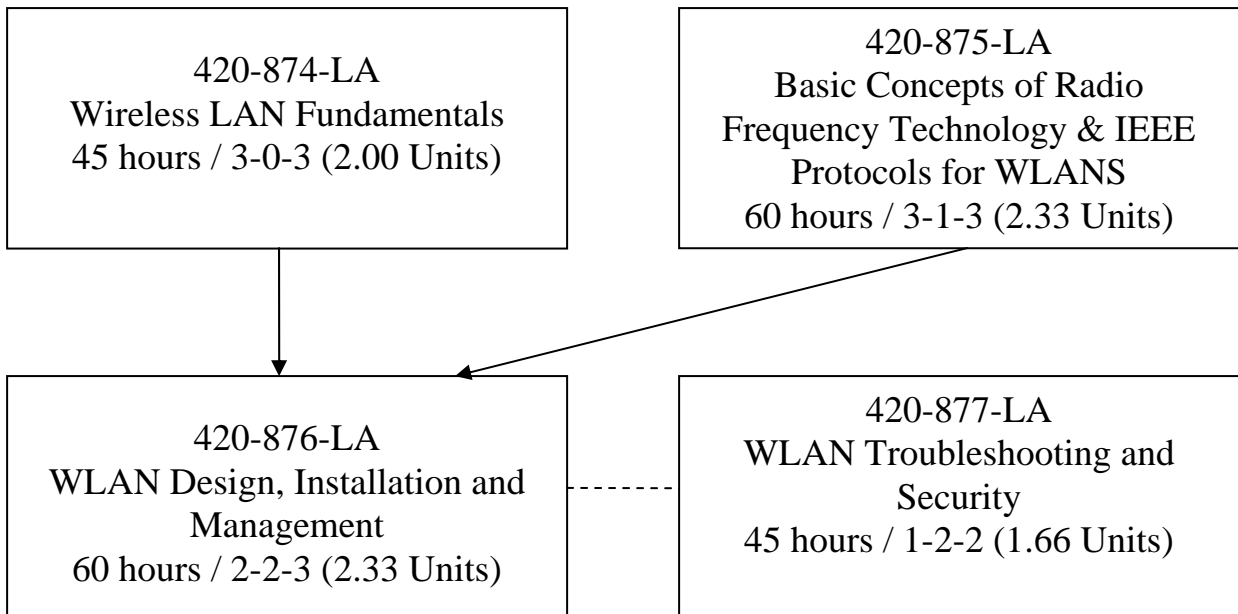 420-874-LA
Wireless LAN Fundamentals
45 hours / 3-0-3 (2.00 Units)
420-875-LA
Basic Concepts of Radio
Frequency Technology & IEEE
Protocols for WLANS
60 hours / 3-1-3 (2.33 Units)
420-876-LA
WLAN Design, Installation and
Management
60 hours / 2-2-3 (2.33 Units)
420-877-LA
WLAN Troubleshooting and
Security
45 hours / 1-2-2 (1.66 Units)